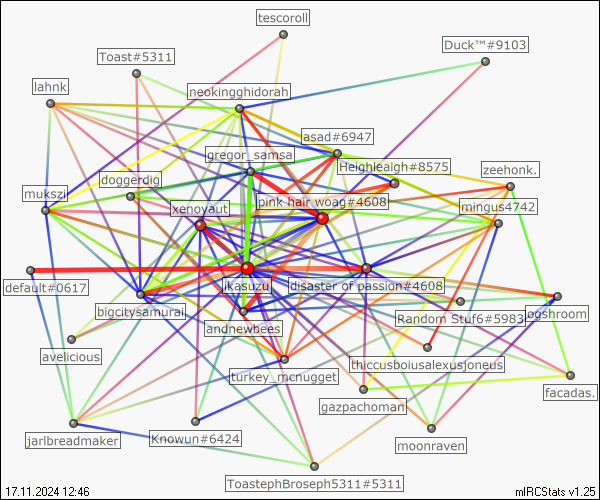 tescoroll
Duck™#9103
Toast#5311
lahnk
neokingghidorah
asad#6947
gregor_samsa
Heighleaigh#8575
zeehonk.
doggerdig
mukszi
pink hair woag#4608
xenoyaut
mingus4742
default#0617
ikasuzu
disaster of passion#4608
bigcitysamurai
Random Stuf6#5983
ogshroom
andnewbees
avelicious
thiccusboiusalexusjoneus
turkey_mcnugget
facadas.
gazpachoman
jarlbreadmaker
Knowun#6424
moonraven
ToastephBroseph5311#5311
17.11.2024 12:46
mIRCStats v1.25